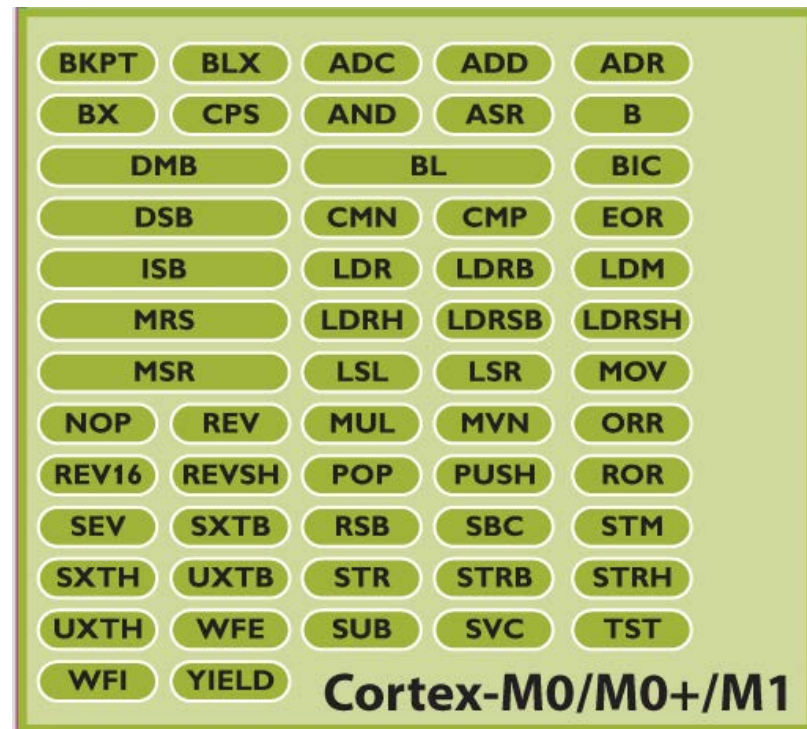 BKPT BLX ADC ADD ADR
BX CPS AND ASR B
DMB BL BIC
DSB CMN CMP EOR
ISB LDR LDRB LDM
MRS LDRH LDRSB LDRSH
MSR LSL LSR MOV
NOP REV MUL MVN ORR
REV16 REVSH POP PUSH ROR
SEV SXTB RSB SBC STM
SXTH UXTB STR STRB STRH
UXTH WFE SUB SVC TST
WFI YIELD Cortex-M0/M0+/M1